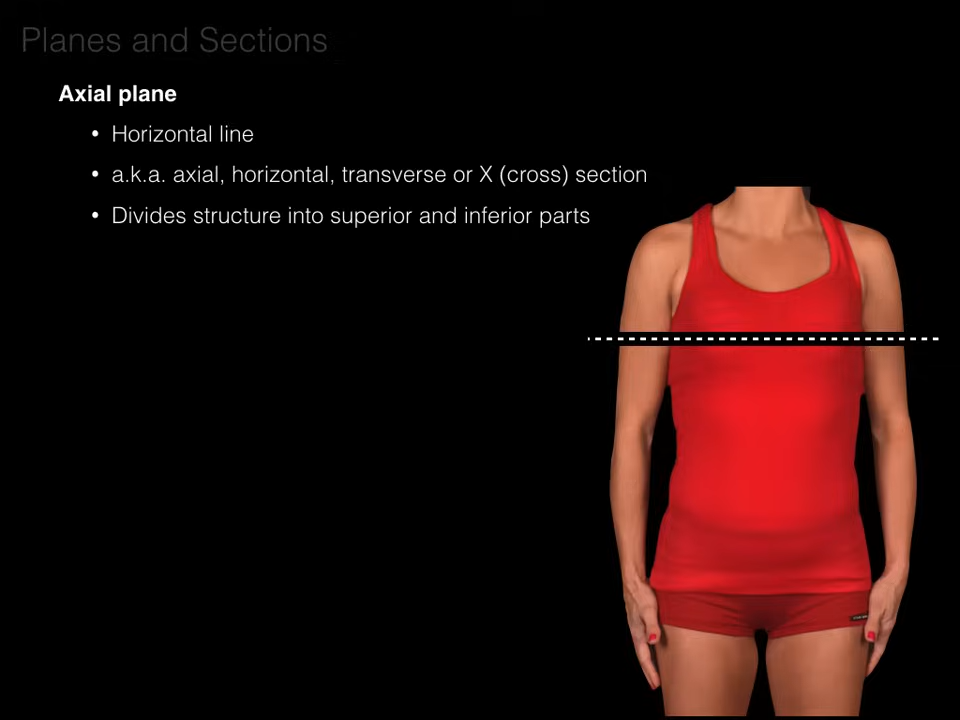 Planes and Sections
Axial plane
• Horizontal line
• a.k.a. axial, horizontal, transverse or X (cross) section
• Divides structure into superior and inferior parts